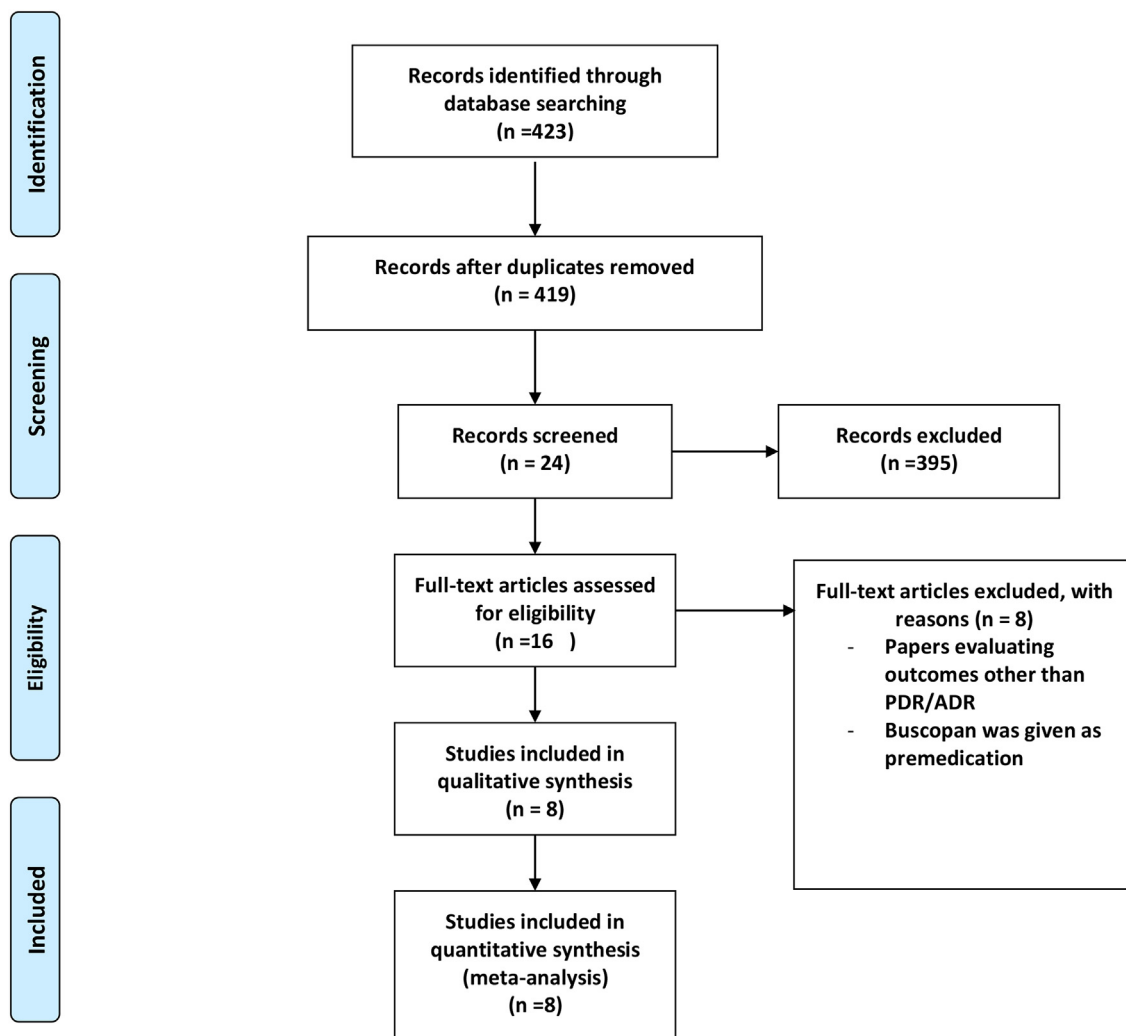 Identification
Records identified through
database searching
(n =423)
Records after duplicates removed
(n = 419)
Screening
Records screened
(n = 24)
Records excluded
(n =395)
Eligibility
Full-text articles assessed
for eligibility
(n =16 )
Full-text articles excluded, with
reasons (n = 8)
- Papers evaluating
outcomes other than
PDR/ADR
- Buscopan was given as
premedication
Studies included in
qualitative synthesis
(n = 8)
Included
Studies included in
quantitative synthesis
(meta-analysis)
(n =8)